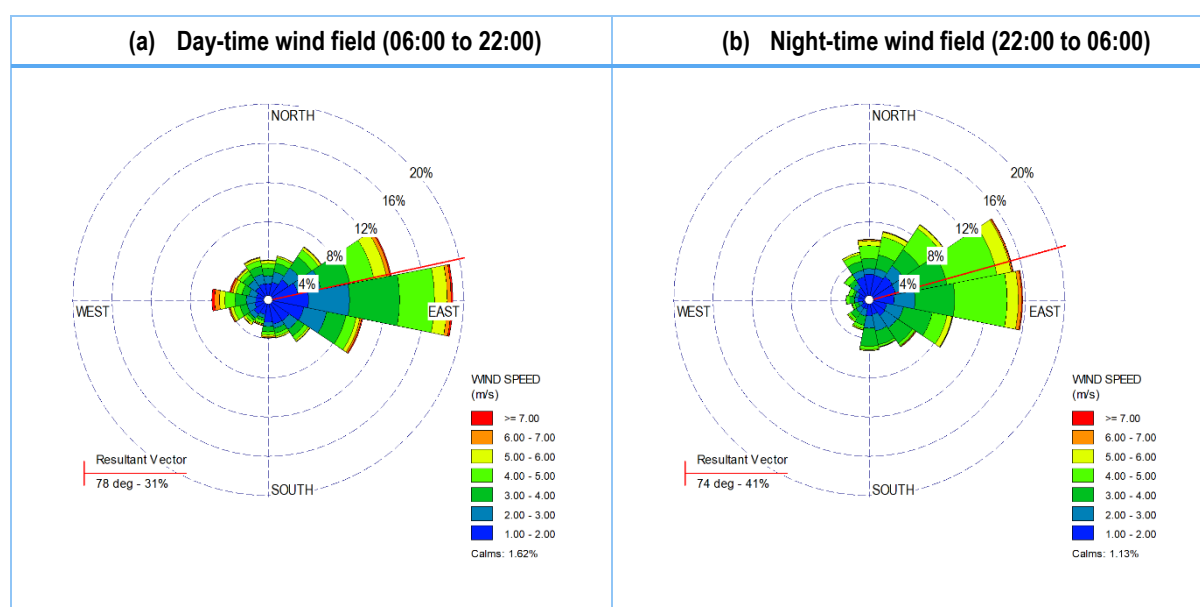 (a) Day-time wind field (06:00 to 22:00)
(b) Night-time wind field (22:00 to 06:00)
NORTH
20%
16%
12%
8%
4%
WEST
EAST
SOUTH
WIND SPEED
(m/s)
>= 7.00
6.00 - 7.00
5.00 - 6.00
4.00 - 5.00
3.00 - 4.00
2.00 - 3.00
1.00 - 2.00
Calms: 1.62%
Resultant Vector
78 deg - 31%
NORTH
20%
16%
12%
8%
4%
WEST
EAST
SOUTH
WIND SPEED
(m/s)
>= 7.00
6.00 - 7.00
5.00 - 6.00
4.00 - 5.00
3.00 - 4.00
2.00 - 3.00
1.00 - 2.00
Calms: 1.13%
Resultant Vector
74 deg - 41%